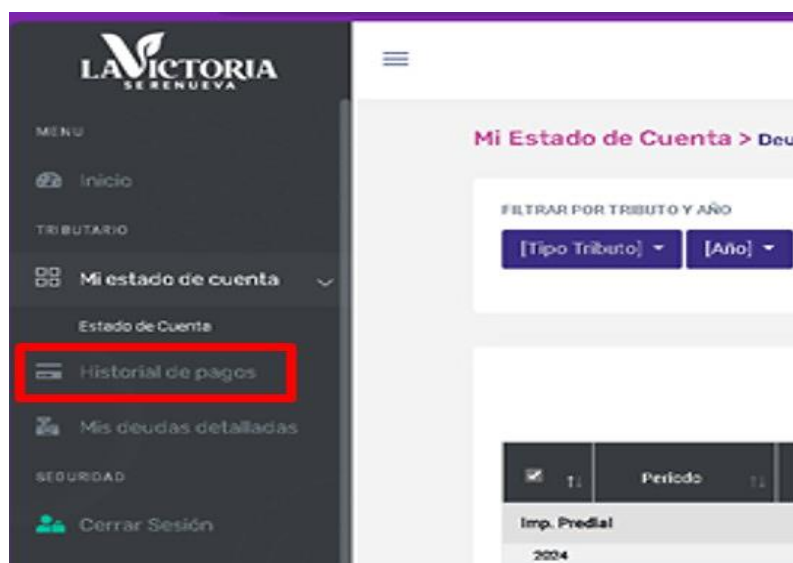 LA VICTORIA
SE RENUEVA
MENU
Inicio
TRIBUTARIO
Mi estado de cuenta
Estado de Cuenta
Historial de pagos
Mis deudas detalladas
SEGURIDAD
Cerrar Sesión
Mi Estado de Cuenta > Deu
FILTRAR POR TRIBUTO Y AÑO
[Tipo Tributo] [Año]
Periodo
Imp. Predial
2024